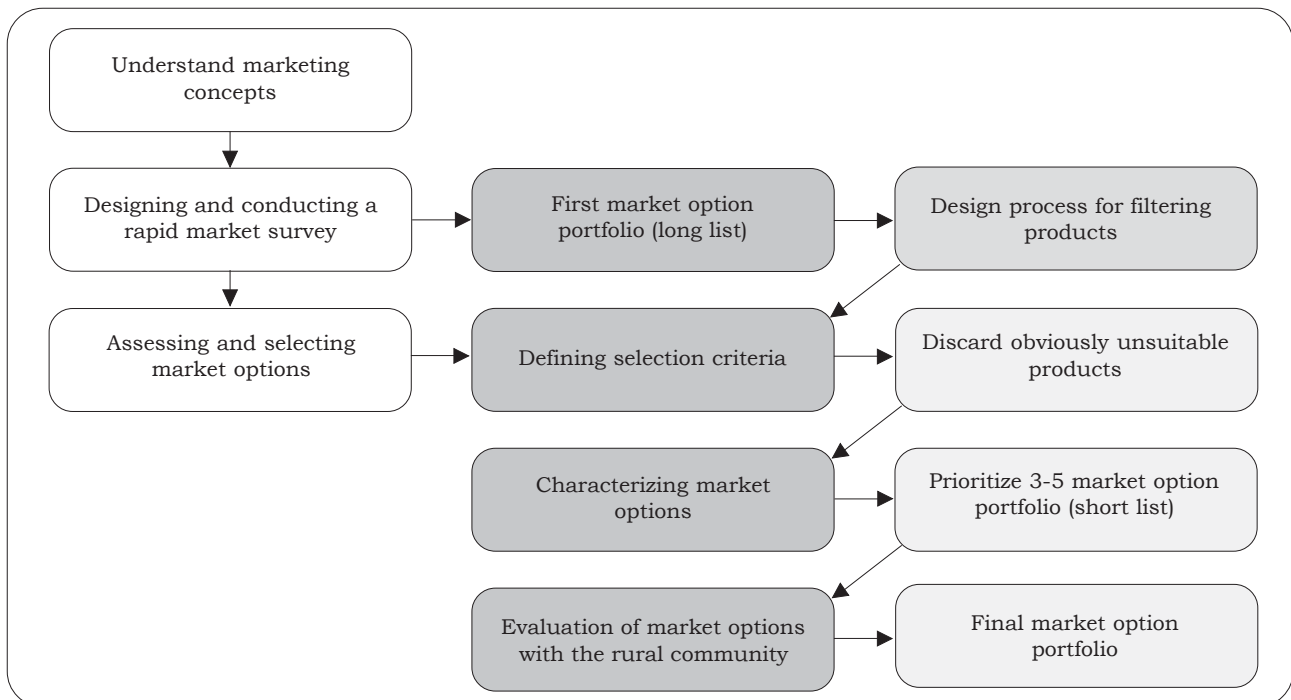 Understand marketing
concepts
Designing and conducting a
rapid market survey
First market option
portfolio (long list)
Design process for filtering
products
Assessing and selecting
market options
Defining selection criteria
Discard obviously unsuitable
products
Characterizing market
options
Prioritize 3-5 market option
portfolio (short list)
Evaluation of market options
with the rural community
Final market option
portfolio